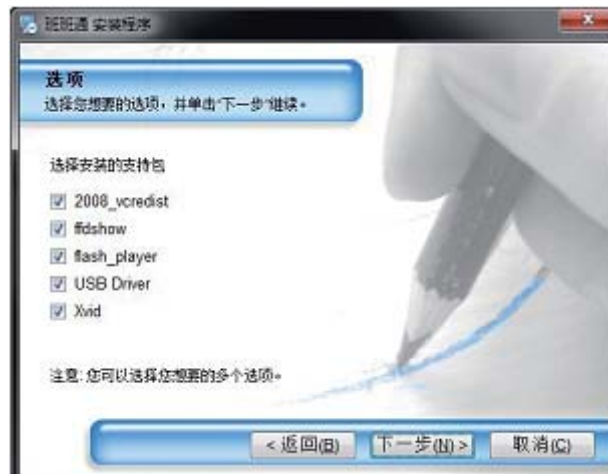 班班通 安装程序
选项
选择您想要的选项，并单击“下一步”继续。
选择安装的支持包
2008_vcredist
ffdshow
flash_player
USB Driver
Xvid
注意:您可以选择您想要的多个选项。
<返回(B) 下一步(N)> 取消(C)